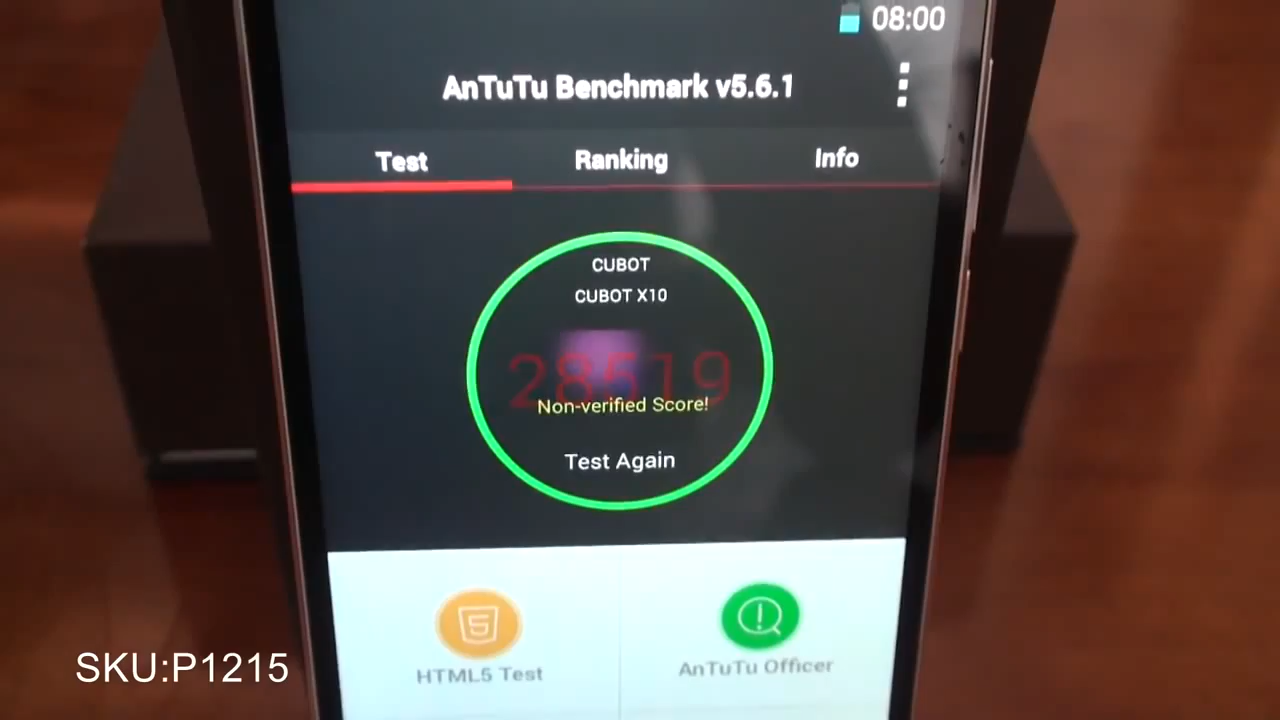 08:00
AnTuTu Benchmark v5.6.1
Test Ranking Info
CUBOT
CUBOT X10
28519
Non-verified Score!
Test Again
5
HTML5 Test AnTuTu Officer
SKU:P1215